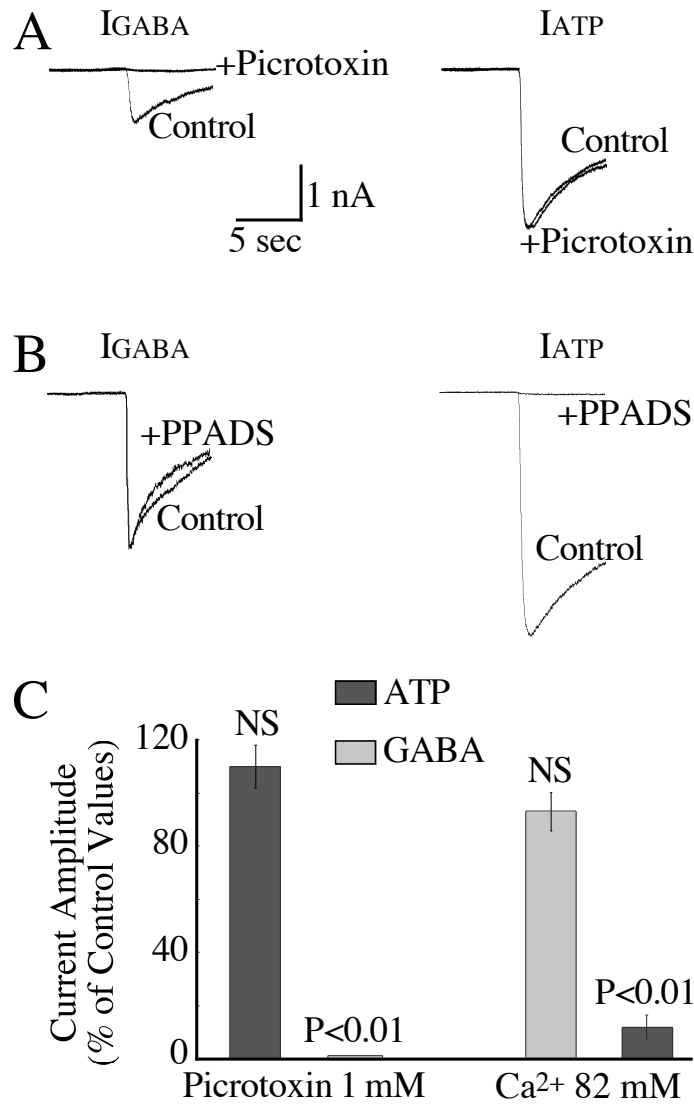 A
IGABA
IATP
+Picrotoxin
Control
Control
1 nA
5 sec
+Picrotoxin
B
IGABA
IATP
+PPADS
+PPADS
Control
Control
C
ATP
GABA
NS
NS
120
80
40
0
Current Amplitude
(% of Control Values)
P<0.01
P<0.01
Picrotoxin 1 mM
Ca2+ 82 mM